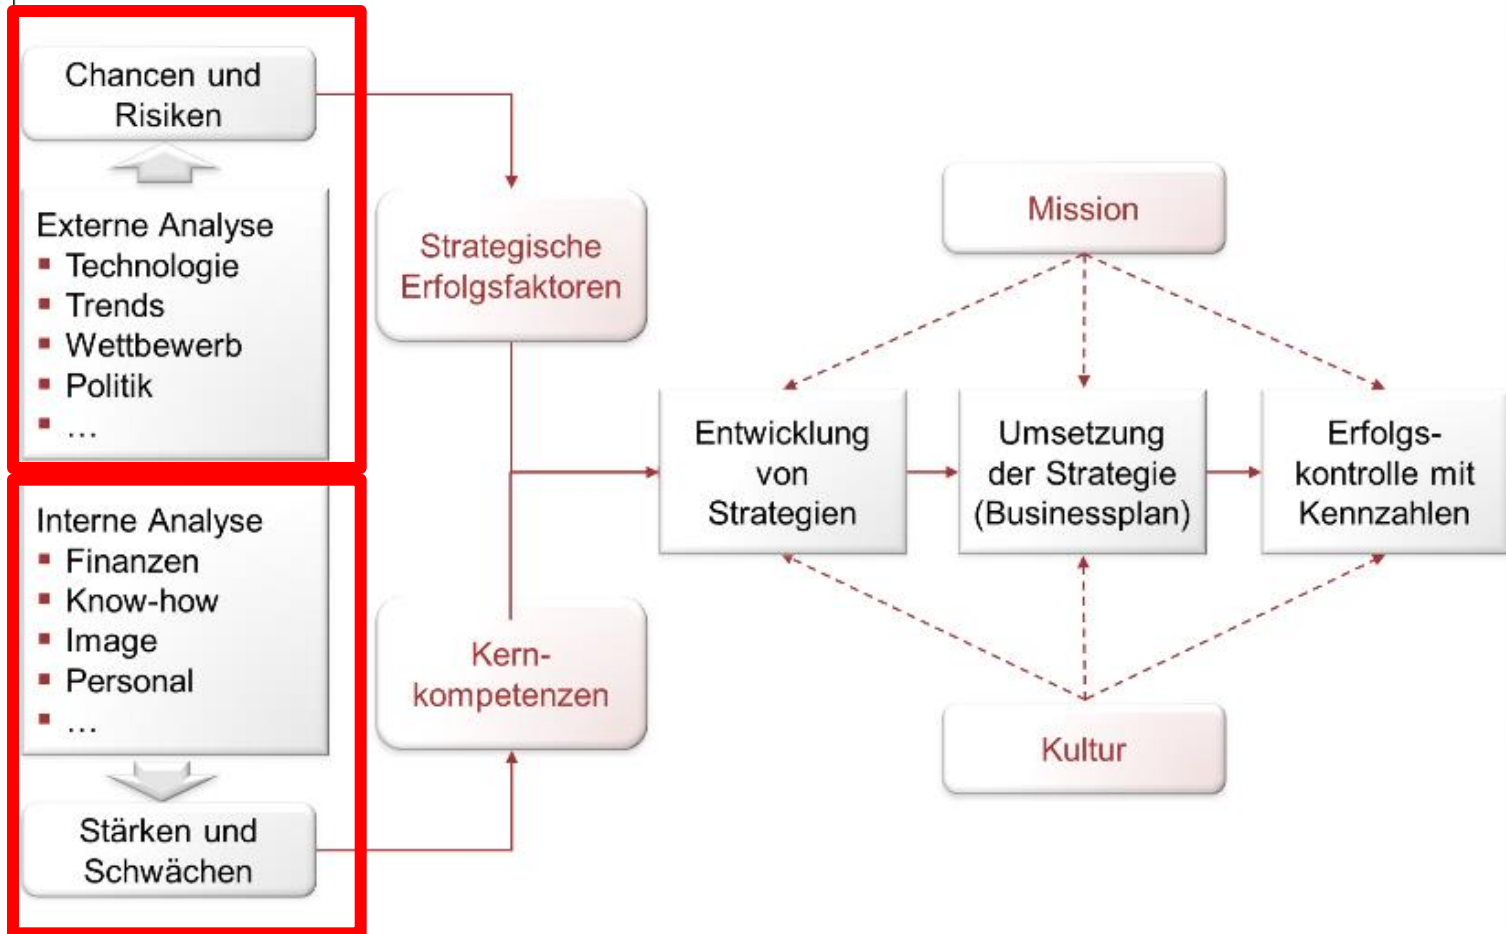 Chancen und
Risiken
Externe Analyse
▪ Technologie
▪ Trends
▪ Wettbewerb
▪ Politik
▪ ...
Interne Analyse
▪ Finanzen
▪ Know-how
▪ Image
▪ Personal
▪ ...
Stärken und
Schwächen
Strategische
Erfolgsfaktoren
Kern-
kompetenzen
Mission
Entwicklung
von
Strategien
Umsetzung
der Strategie
(Businessplan)
Erfolgs-
kontrolle mit
Kennzahlen
Kultur